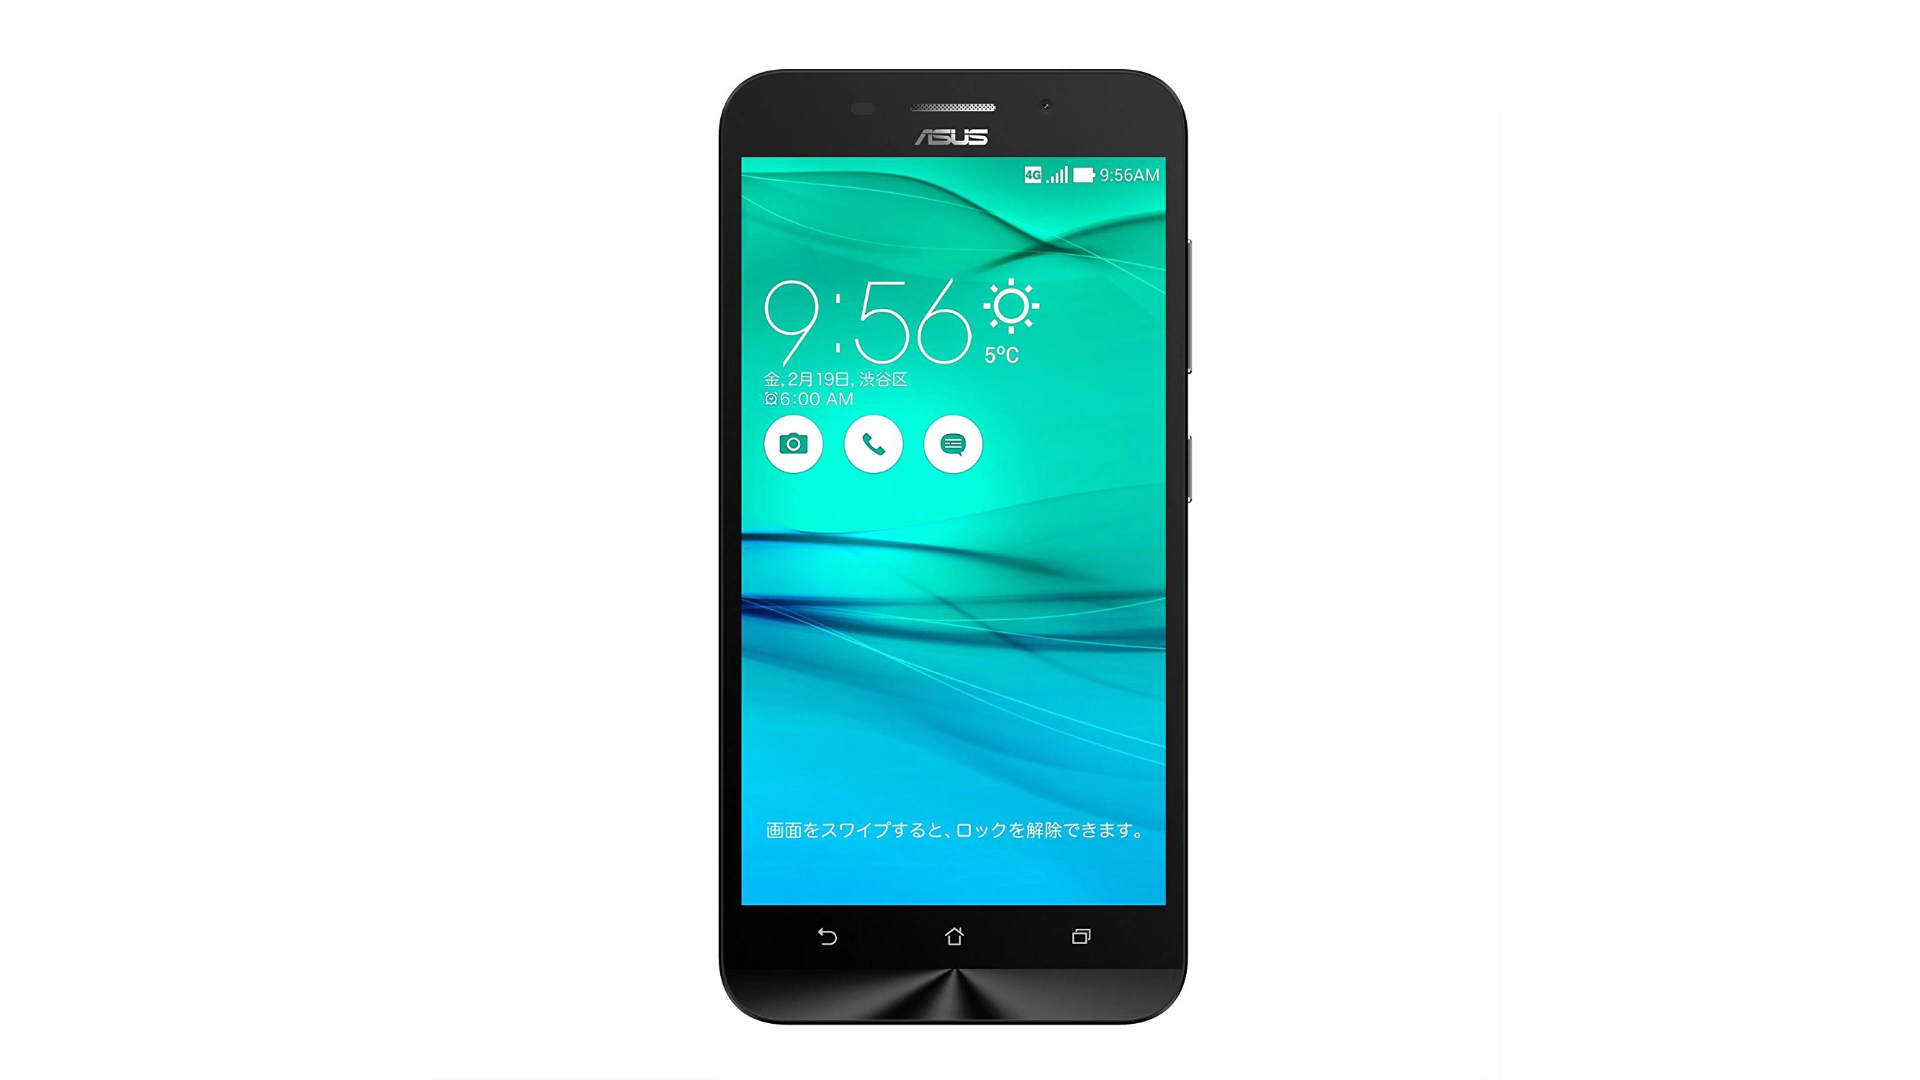 ASUS
4G 9:56AM
9:56
5ºC
金, 2月19日, 渋谷区
6:00 AM
画面をスワイプすると、ロックを解除できます。